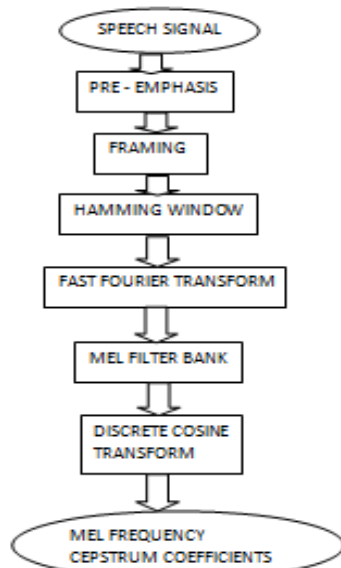 SPEECH SIGNAL
PRE - EMPHASIS
FRAMING
HAMMING WINDOW
FAST FOURIER TRANSFORM
MEL FILTER BANK
DISCRETE COSINE
TRANSFORM
MEL FREQUENCY
CEPSTRUM COEFFICIENTS